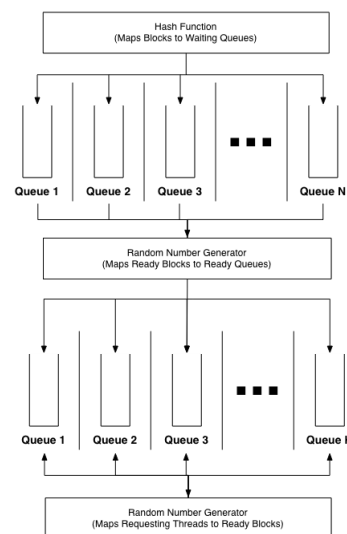 Hash Function
(Maps Blocks to Waiting Queues)
Queue 1 Queue 2 Queue 3 Queue N
Random Number Generator
(Maps Ready Blocks to Ready Queues)
Queue 1 Queue 2 Queue 3 Queue
Random Number Generator
(Maps Requesting Threads to Ready Blocks)